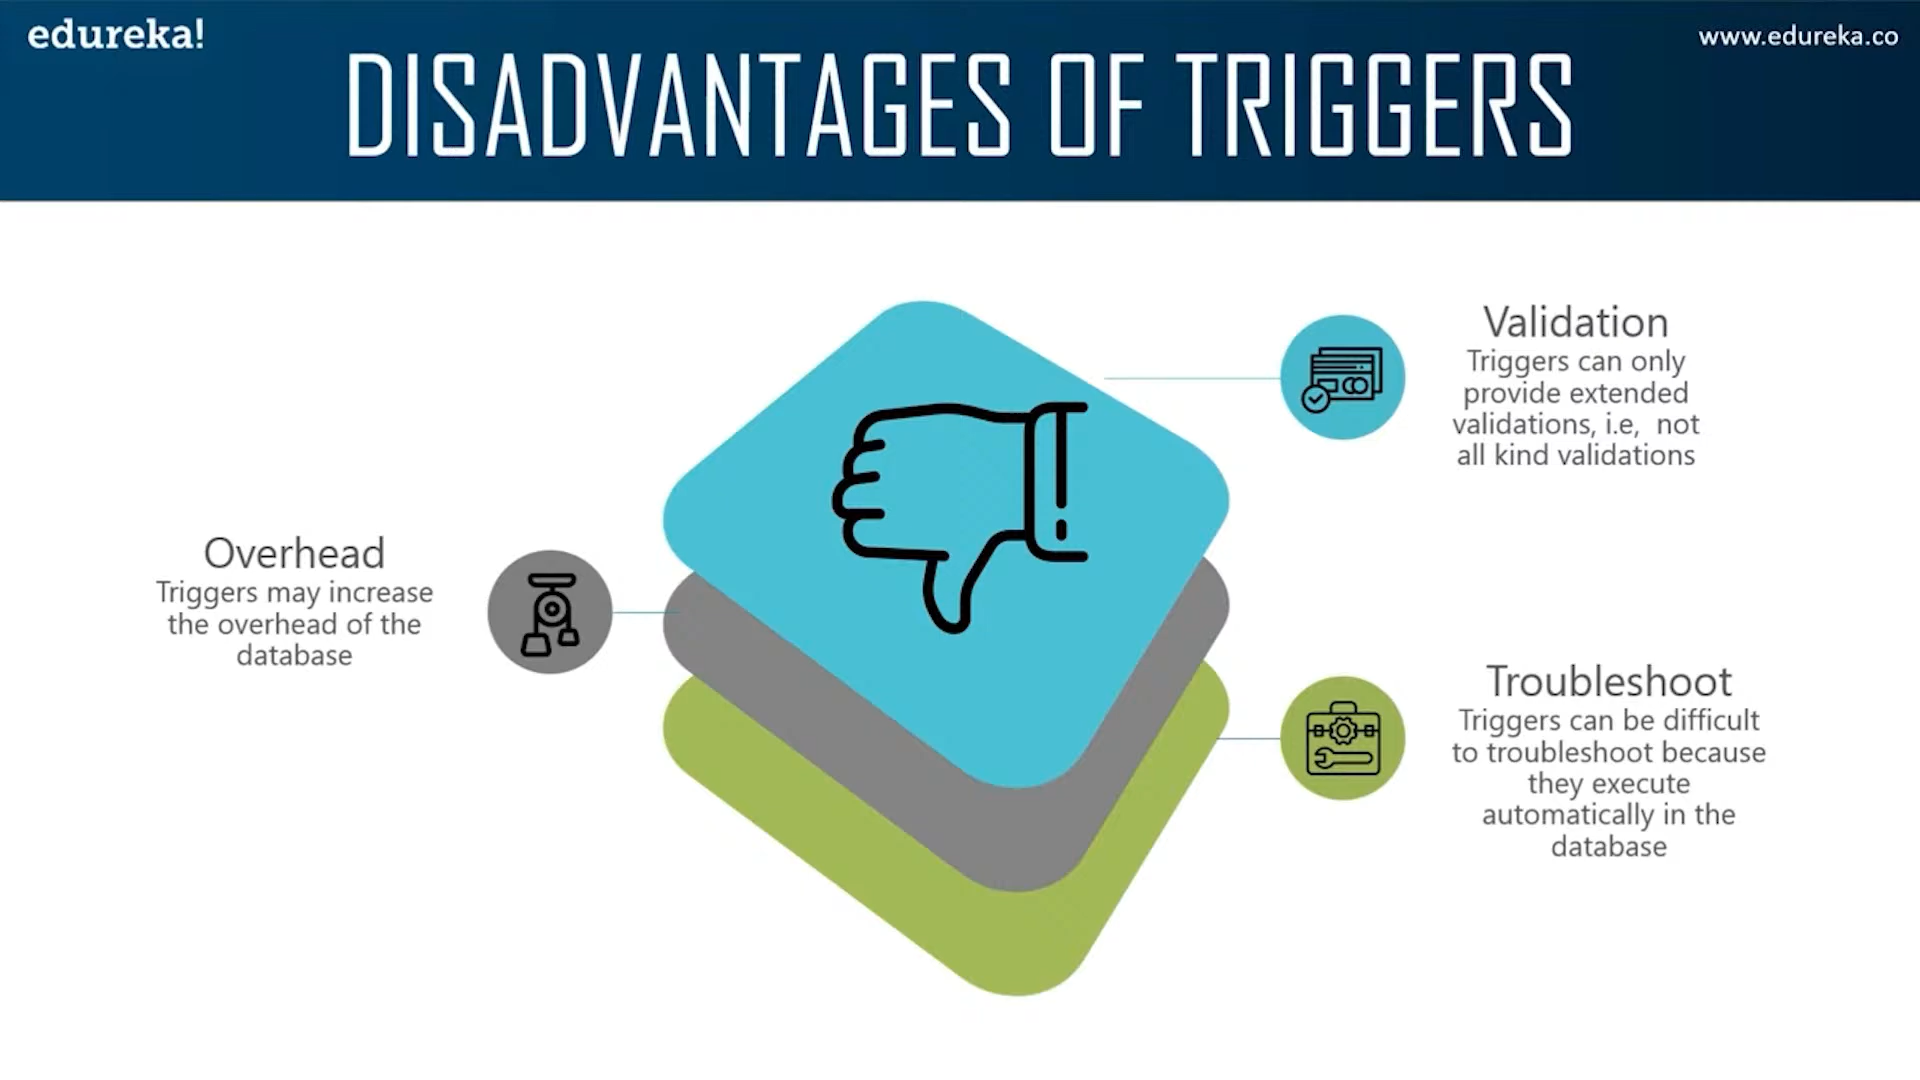 edureka!
www.edureka.co
DISADVANTAGES OF TRIGGERS
Validation
Triggers can only
provide extended
validations, i.e, not
all kind validations
Overhead
Triggers may increase
the overhead of the
database
Troubleshoot
Triggers can be difficult
to troubleshoot because
they execute
automatically in the
database